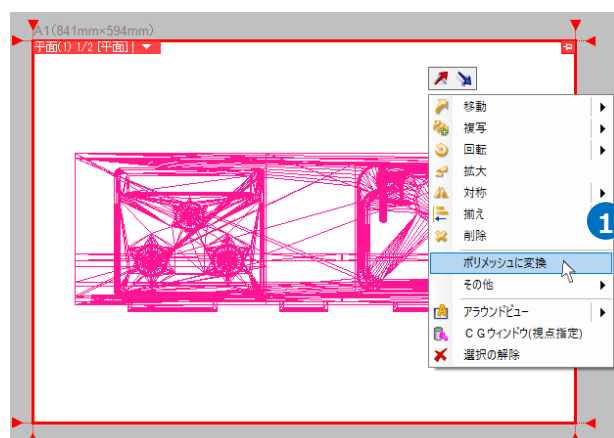 A1(841mm×594mm)
平面(1) 1/2 [平面] |
移動
複写
回転
拡大
対称
揃え
1
削除
ポリメッシュに変換
その他
アラウンドビュー
CGウィンドウ(視点指定)
選択の解除